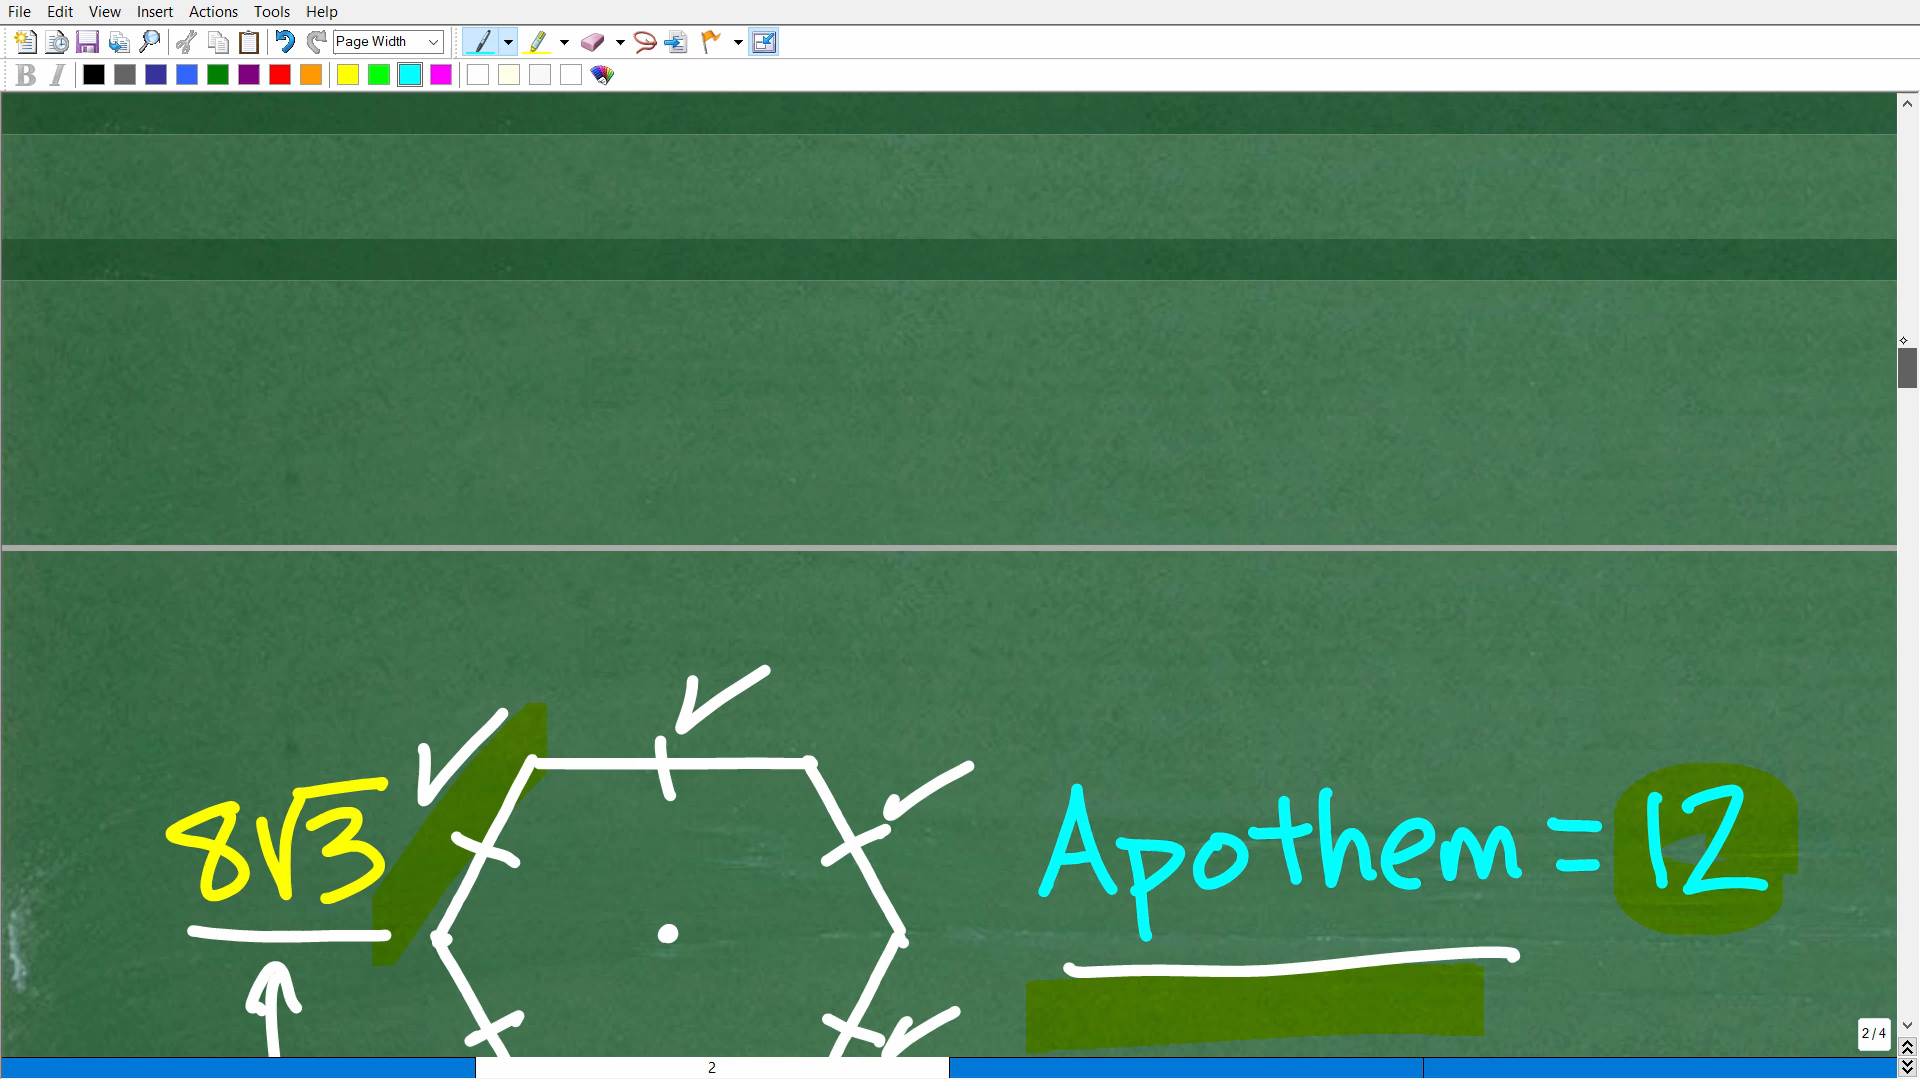 File Edit View Insert Actions Tools Help
Page Width
B I
8√3
Apothem = 12
2 / 4
2